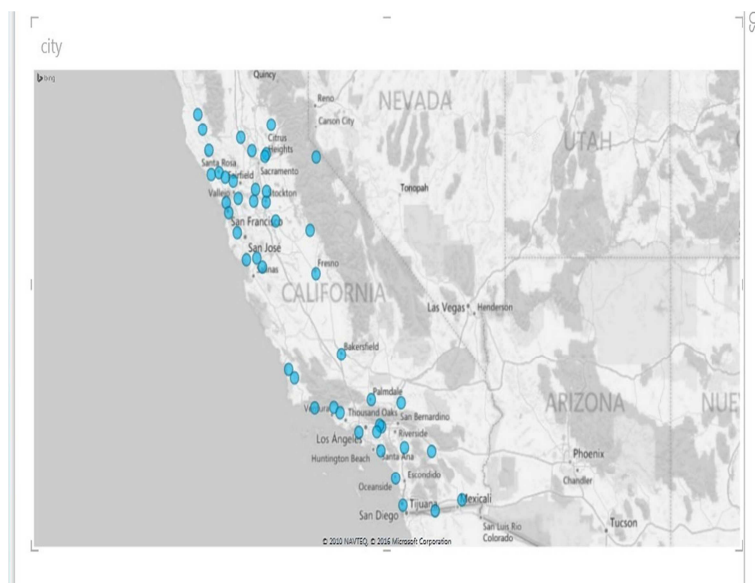 city
bing
Quincy
Reno
NEVADA
Carson City
Citrus
Heights
UTAH
Santa Rosa
Fairfield
Sacramento
Vallejo
Stockton
Tonopah
San Francisco
San Jose
Salinas
Fresno
CALIFORNIA
Las Vegas
Henderson
Bakersfield
Palmdale
ARIZONA
NUE
Ventura
Thousand Oaks
San Bernardino
Los Angeles
Riverside
Huntington Beach
Santa Ana
Phoenix
Chandler
Oceanside
Escondido
Tijuana
Mexicali
San Diego
San Luis Rio
Colorado
Tucson
© 2010 NAVTEQ, © 2016 Microsoft Corporation